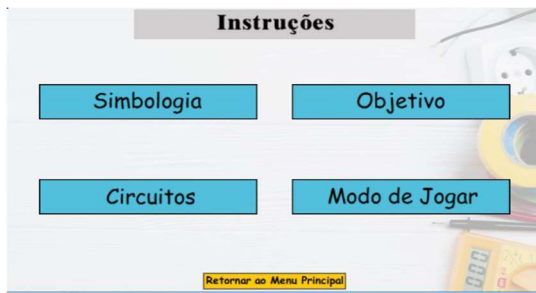 Instruções
Simbologia
Objetivo
Circuitos
Modo de Jogar
Retornar ao Menu Principal